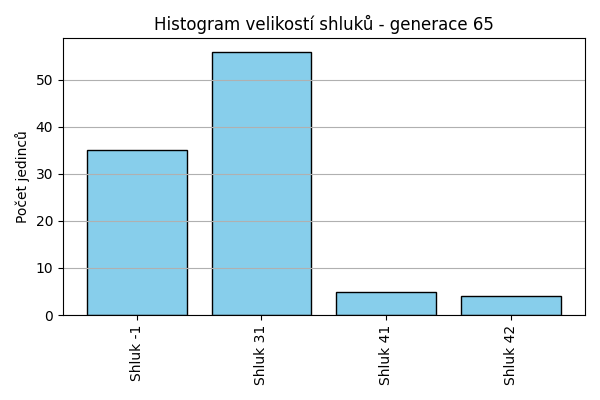 Histogram velikostí shluků - generace 65
Počet jedinců
50
40
30
20
10
0
Shluk -1
Shluk 31
Shluk 41
Shluk 42